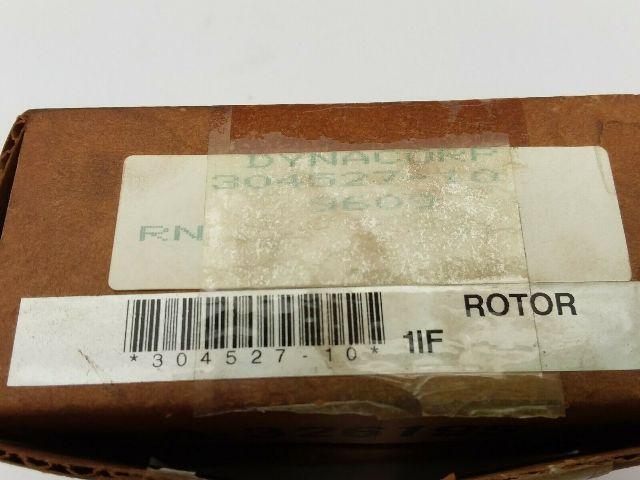 DYNACORP
304527-10
9609
RN
*304527-10* 1IF ROTOR